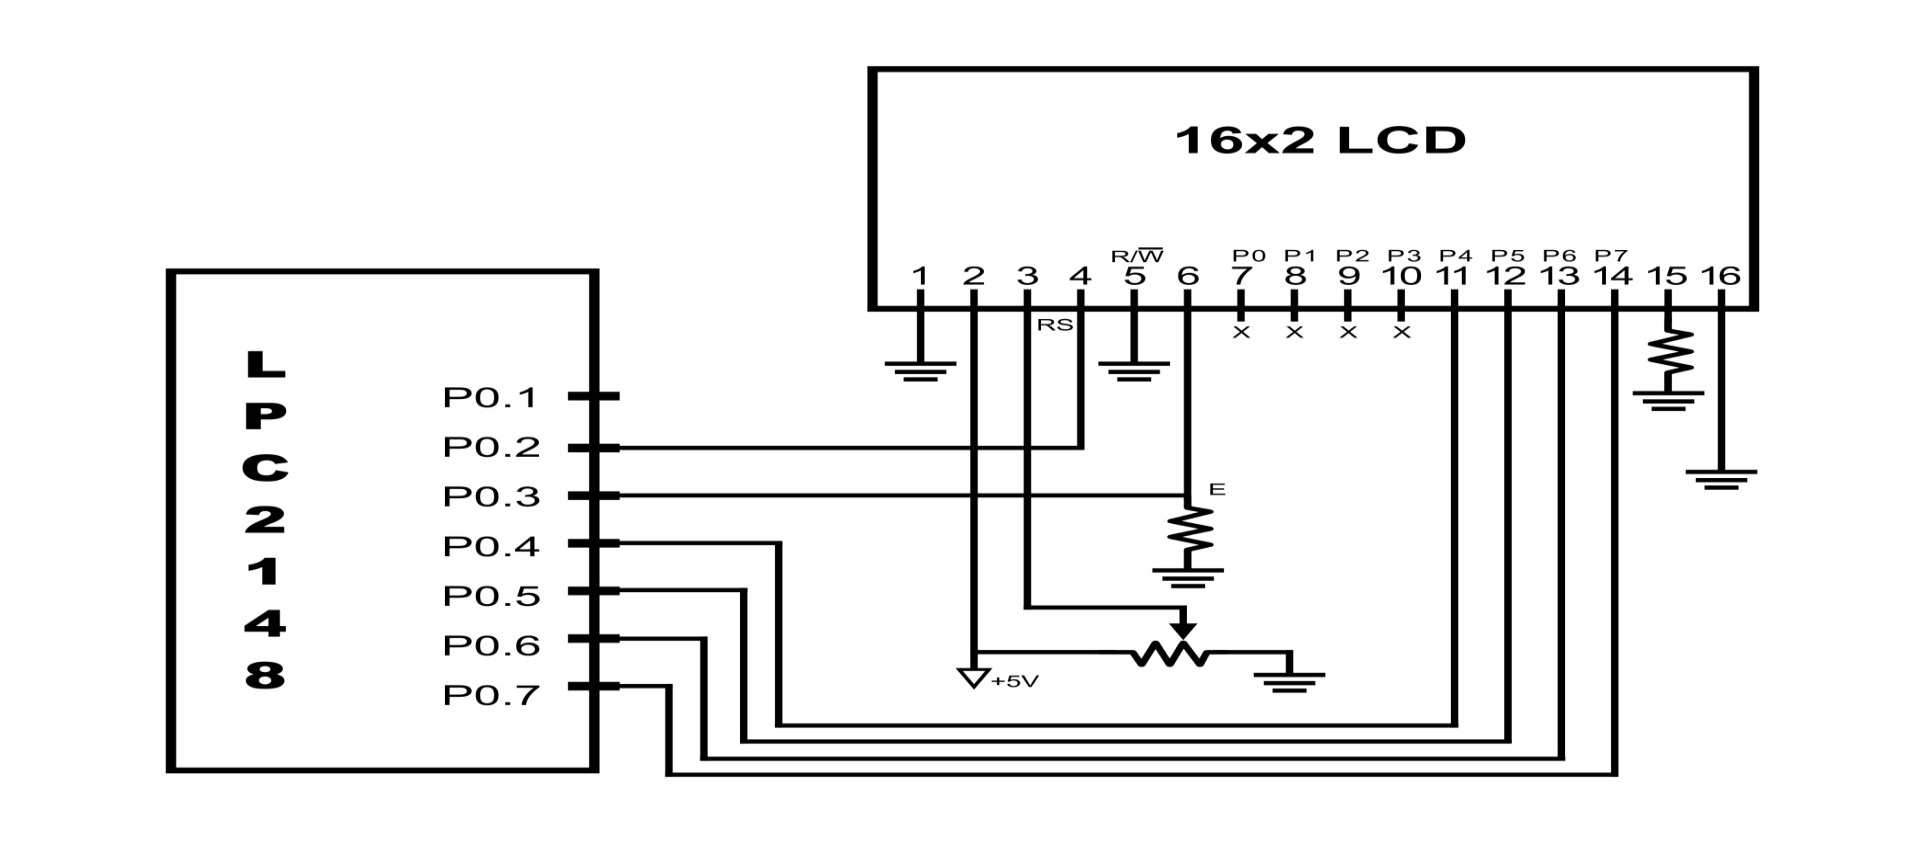 16x2 LCD
R/W̅ P0 P1 P2 P3 P4 P5 P6 P7
1 2 3 4 5 6 7 8 9 10 11 12 13 14 15 16
RS
X X X X
L
P
C
2
1
4
8
P0.1
P0.2
P0.3
P0.4
P0.5
P0.6
P0.7
E
+5V